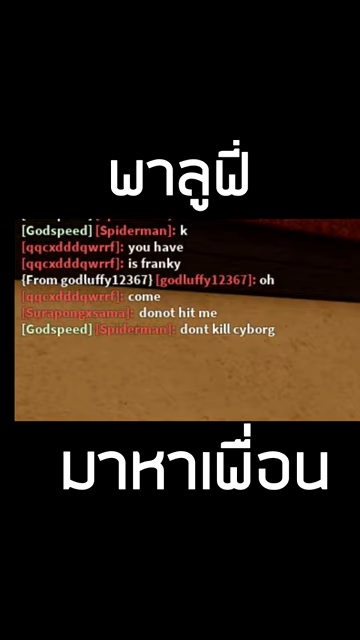 พาลูฟี่
[Godspeed] [Spiderman]: k
[qqcxdddqwrrf]: you have
[qqcxdddqwrrf]: is franky
{From godluffy12367} [godluffy12367]: oh
[qqcxdddqwrrf]: come
[Surapongxsama]: donot hit me
[Godspeed] [Spiderman]: dont kill cyborg
มาหาเพื่อน